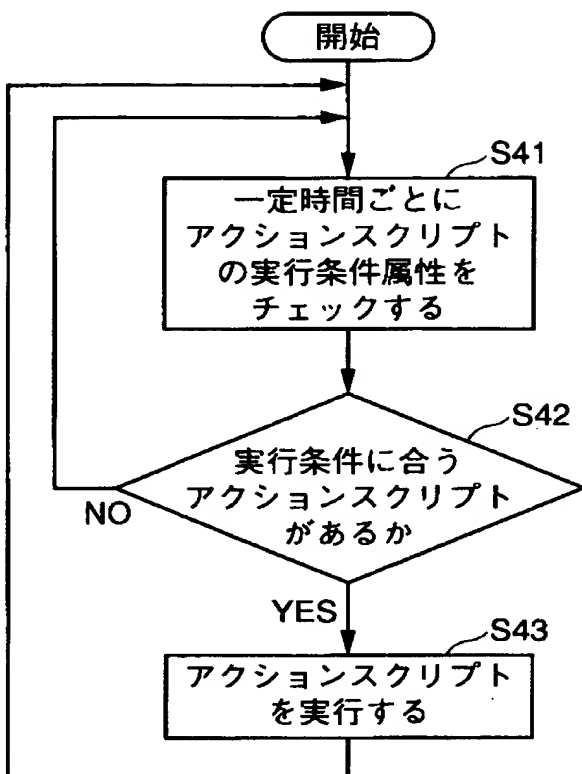 開始
S41
一定時間ごとに
アクションスクリプト
の実行条件属性を
チェックする
S42
実行条件に合う
アクションスクリプト
があるか
NO
YES
S43
アクションスクリプト
を実行する